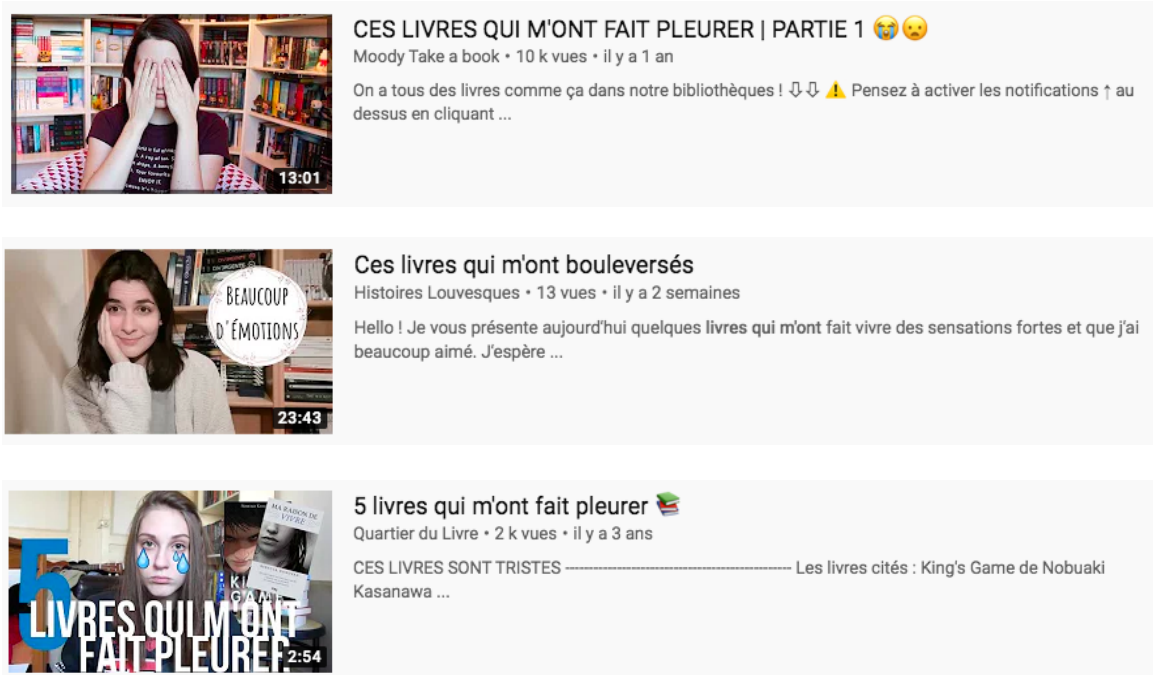 CES LIVRES QUI M'ONT FAIT PLEURER | PARTIE 1 😭😦
Moody Take a book • 10 k vues • il y a 1 an
On a tous des livres comme ça dans notre bibliothèques ! ⇩⇩ ⚠️ Pensez à activer les notifications ↑ au
dessus en cliquant ...
13:01
Ces livres qui m'ont bouleversés
Histoires Louvesques • 13 vues • il y a 2 semaines
Hello ! Je vous présente aujourd'hui quelques livres qui m'ont fait vivre des sensations fortes et que j'ai
beaucoup aimé. J'espère ...
BEAUCOUP
D'ÉMOTIONS
23:43
5 livres qui m'ont fait pleurer 📚
Quartier du Livre • 2 k vues • il y a 3 ans
CES LIVRES SONT TRISTES ---------------------------------------------- Les livres cités : King's Game de Nobuaki
Kasanawa ...
MA RAISON DE
VIVRE
5
LIVRES QUI M'ONT
FAIT PLEURER
2:54